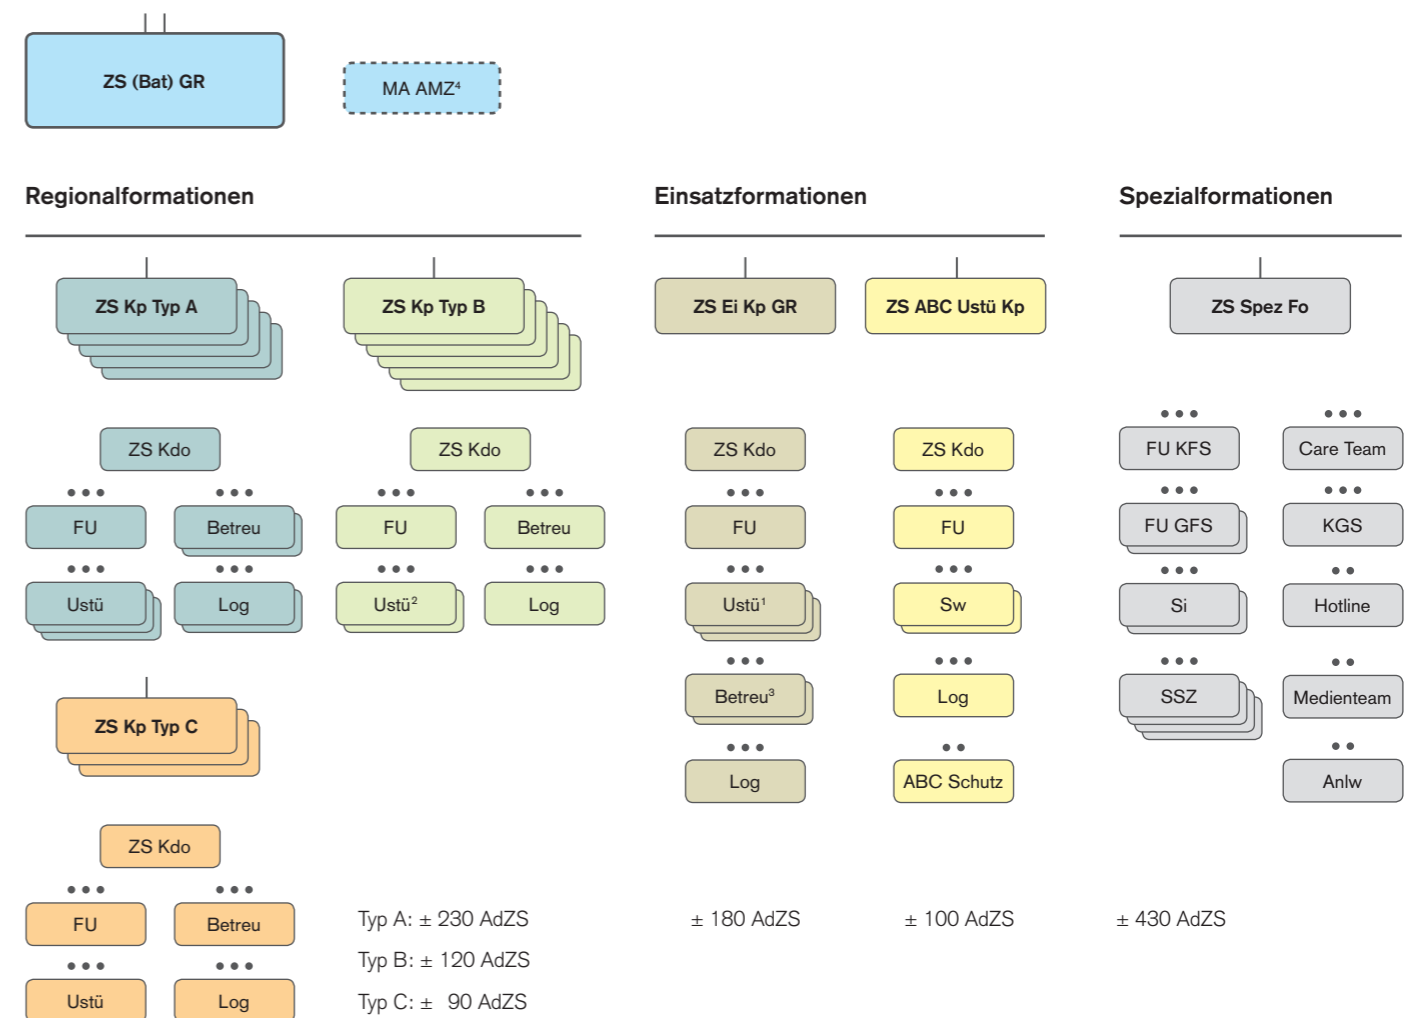 ZS (Bat) GR
MA AMZ⁴
Regionalformationen
Einsatzformationen
Spezialformationen
ZS Kp Typ A
ZS Kp Typ B
ZS Ei Kp GR
ZS ABC Ustü Kp
ZS Spez Fo
ZS Kdo
ZS Kdo
ZS Kdo
ZS Kdo
FU KFS
Care Team
FU
Betreu
FU
Betreu
FU
FU
FU GFS
KGS
Ustü
Log
Ustü²
Log
Ustü¹
Sw
Si
Hotline
Betreu³
Log
SSZ
Medienteam
ZS Kp Typ C
Log
ABC Schutz
Anlw
ZS Kdo
FU
Betreu
Typ A: ± 230 AdZS
± 180 AdZS
± 100 AdZS
± 430 AdZS
Typ B: ± 120 AdZS
Ustü
Log
Typ C: ± 90 AdZS